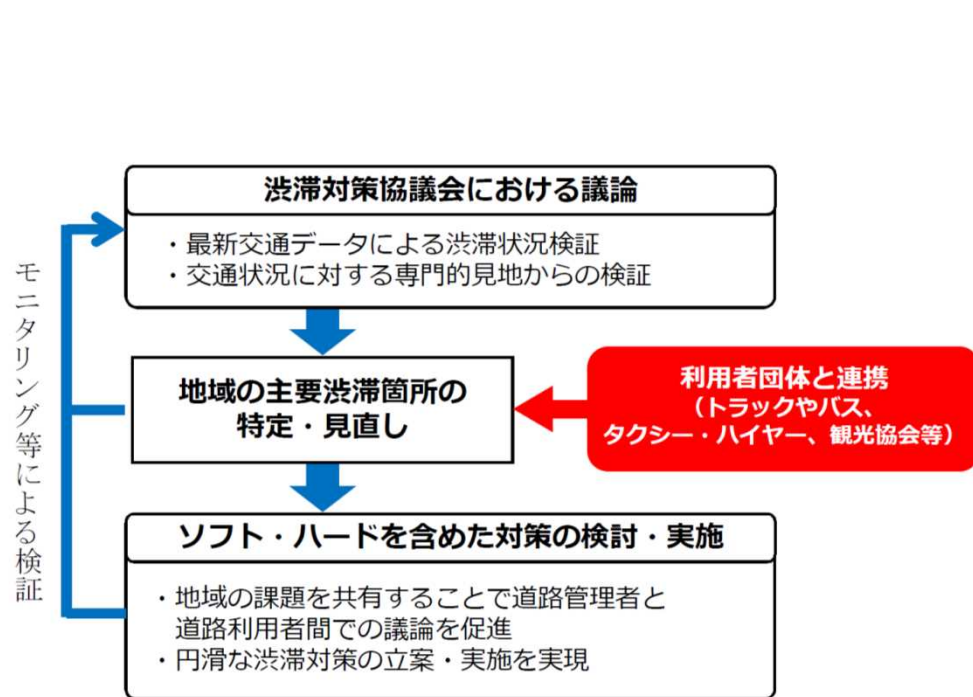 渋滞対策協議会における議論
・最新交通データによる渋滞状況検証
・交通状況に対する専門的見地からの検証
モニタリング等による検証
地域の主要渋滞箇所の
特定・見直し
利用者団体と連携
（トラックやバス、
タクシー・ハイヤー、観光協会等）
ソフト・ハードを含めた対策の検討・実施
・地域の課題を共有することで道路管理者と
道路利用者間での議論を促進
・円滑な渋滞対策の立案・実施を実現